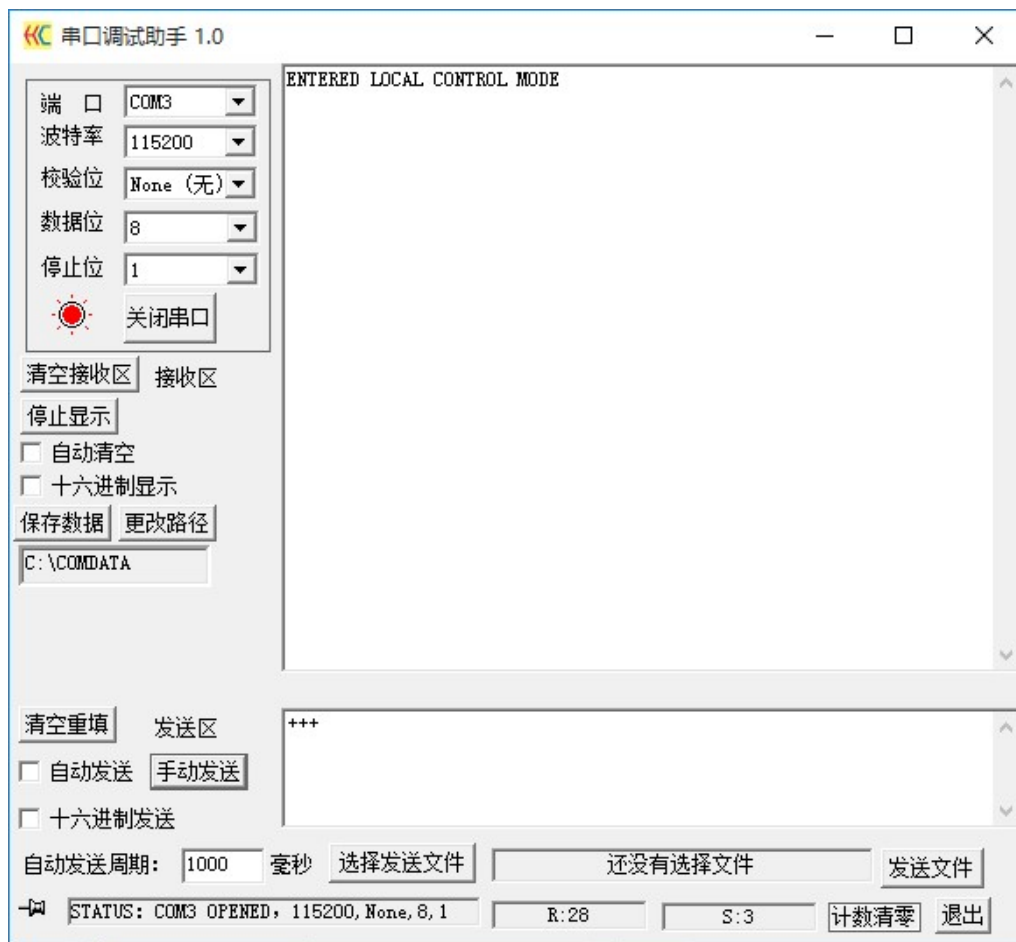 串口调试助手 1.0
ENTERED LOCAL CONTROL MODE
端 口 COM3
波特率 115200
校验位 None (无)
数据位 8
停止位 1
关闭串口
清空接收区 接收区
停止显示
自动清空
十六进制显示
保存数据 更改路径
C:\COMDATA
清空重填 发送区
+++
自动发送 手动发送
十六进制发送
自动发送周期: 1000 毫秒 选择发送文件 还没有选择文件 发送文件
STATUS: COM3 OPENED, 115200,None,8,1 R:28 S:3 计数清零 退出